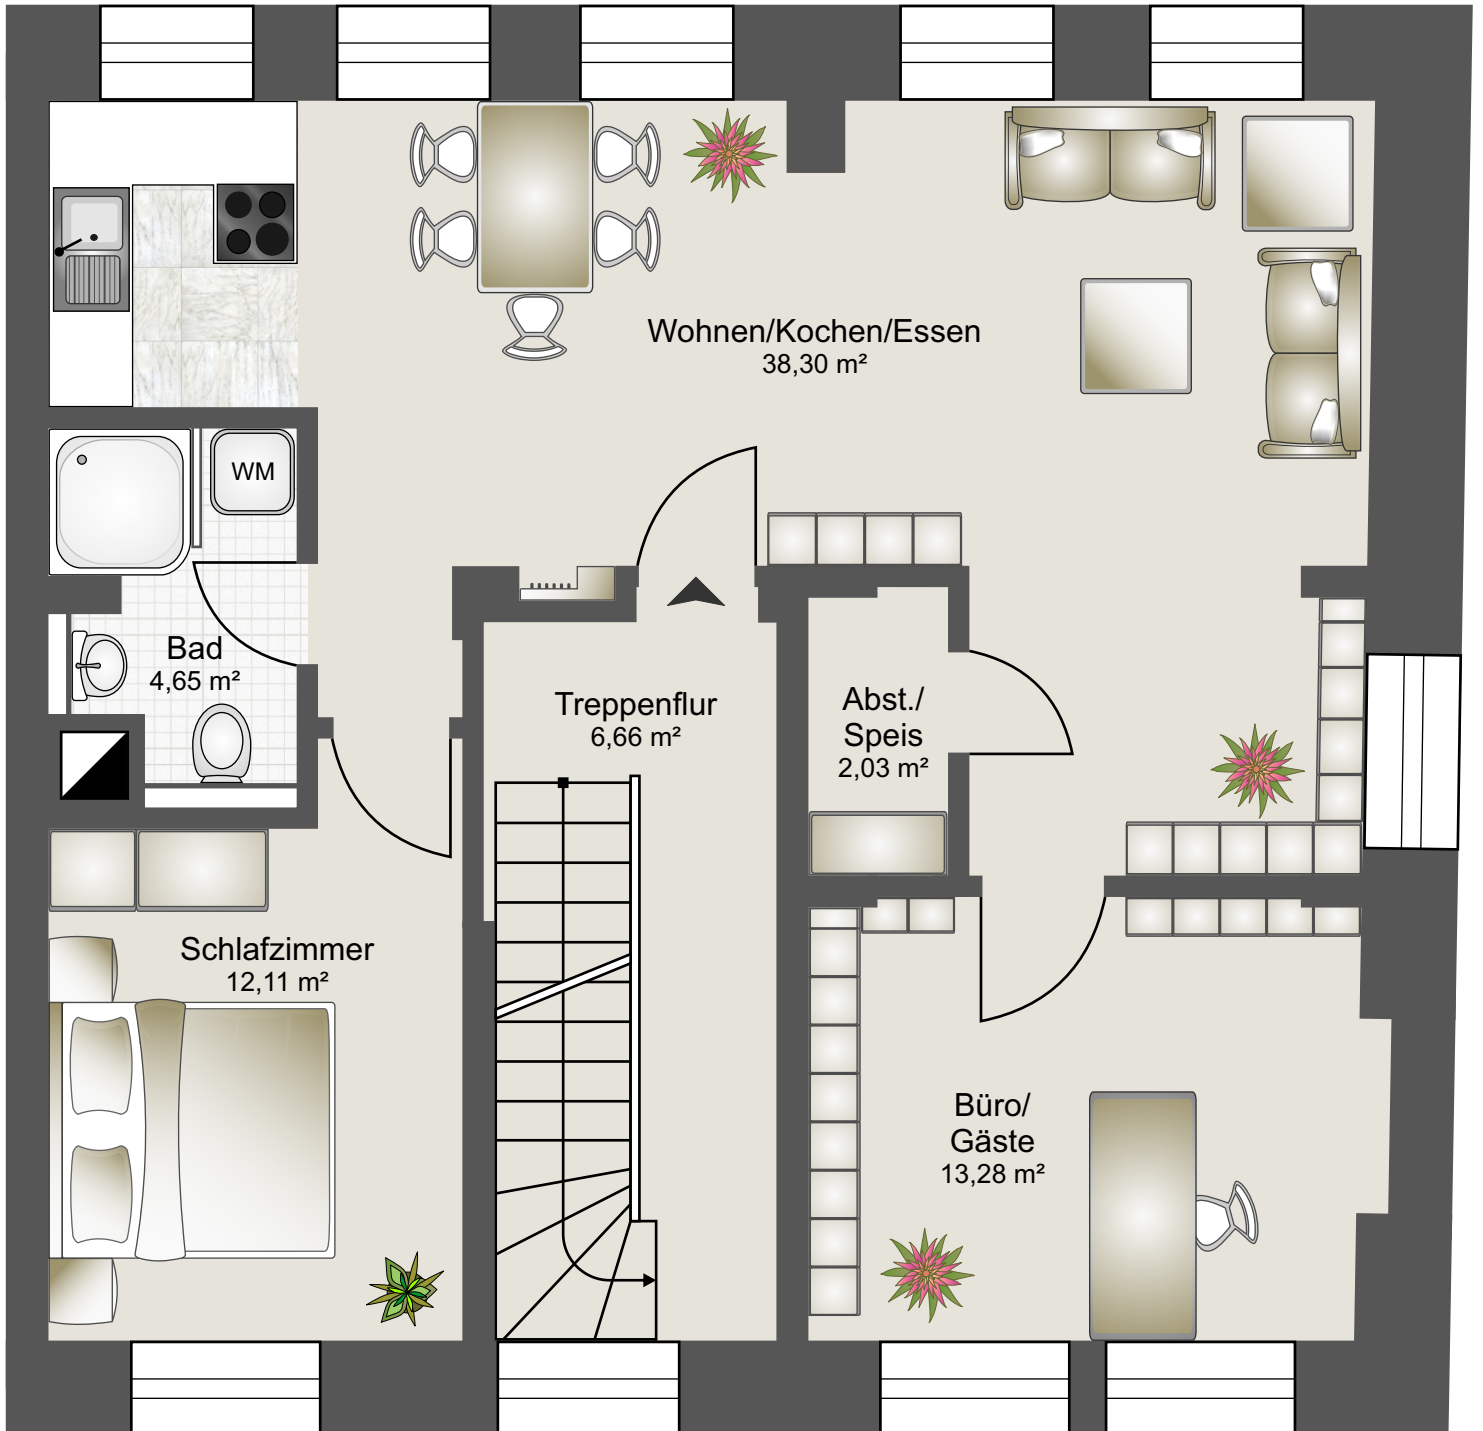 Wohnen/Kochen/Essen
38,30 m²
WM
Bad
4,65 m²
Treppenflur
6,66 m²
Abst./
Speis
2,03 m²
Schlafzimmer
12,11 m²
Büro/
Gäste
13,28 m²